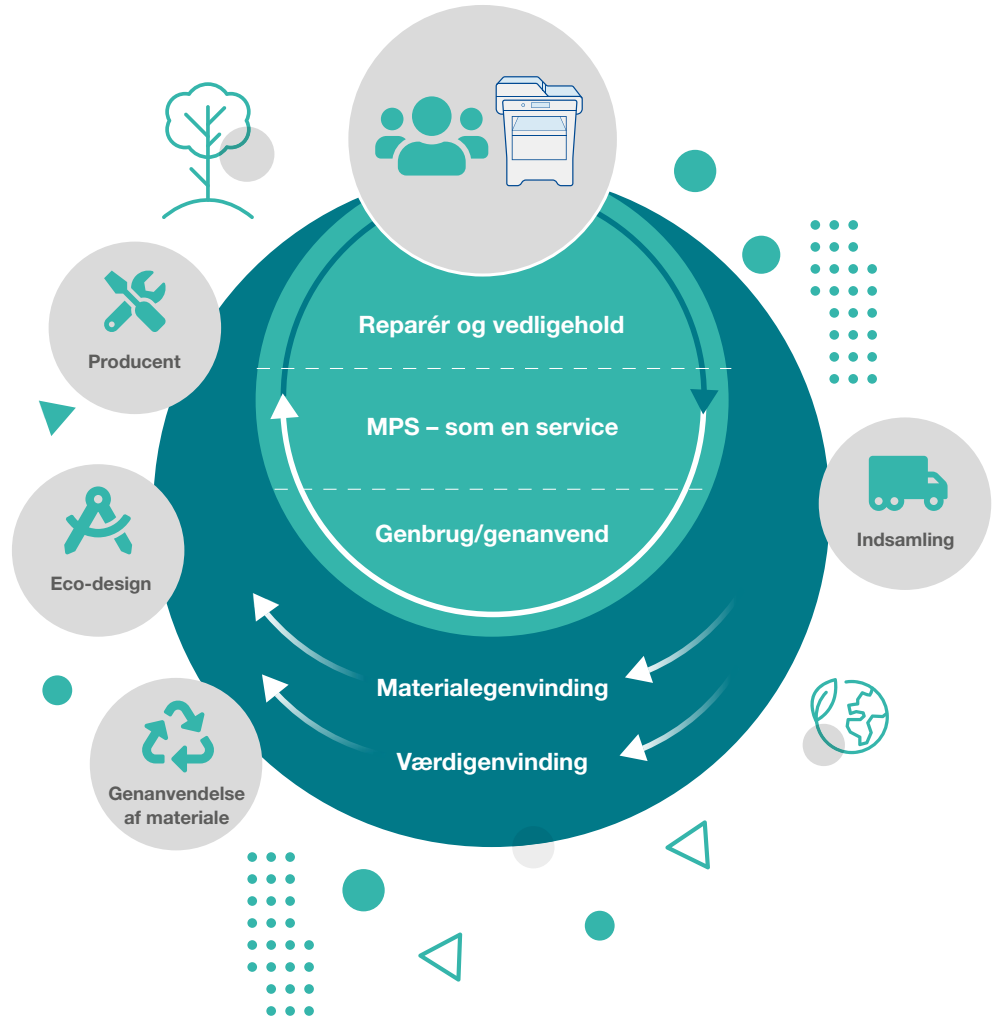 Reparér og vedligehold
Producent
MPS – som en service
Genbrug/genanvend
Indsamling
Eco-design
Materialegenvinding
Værdigenvinding
Genanvendelse
af materiale